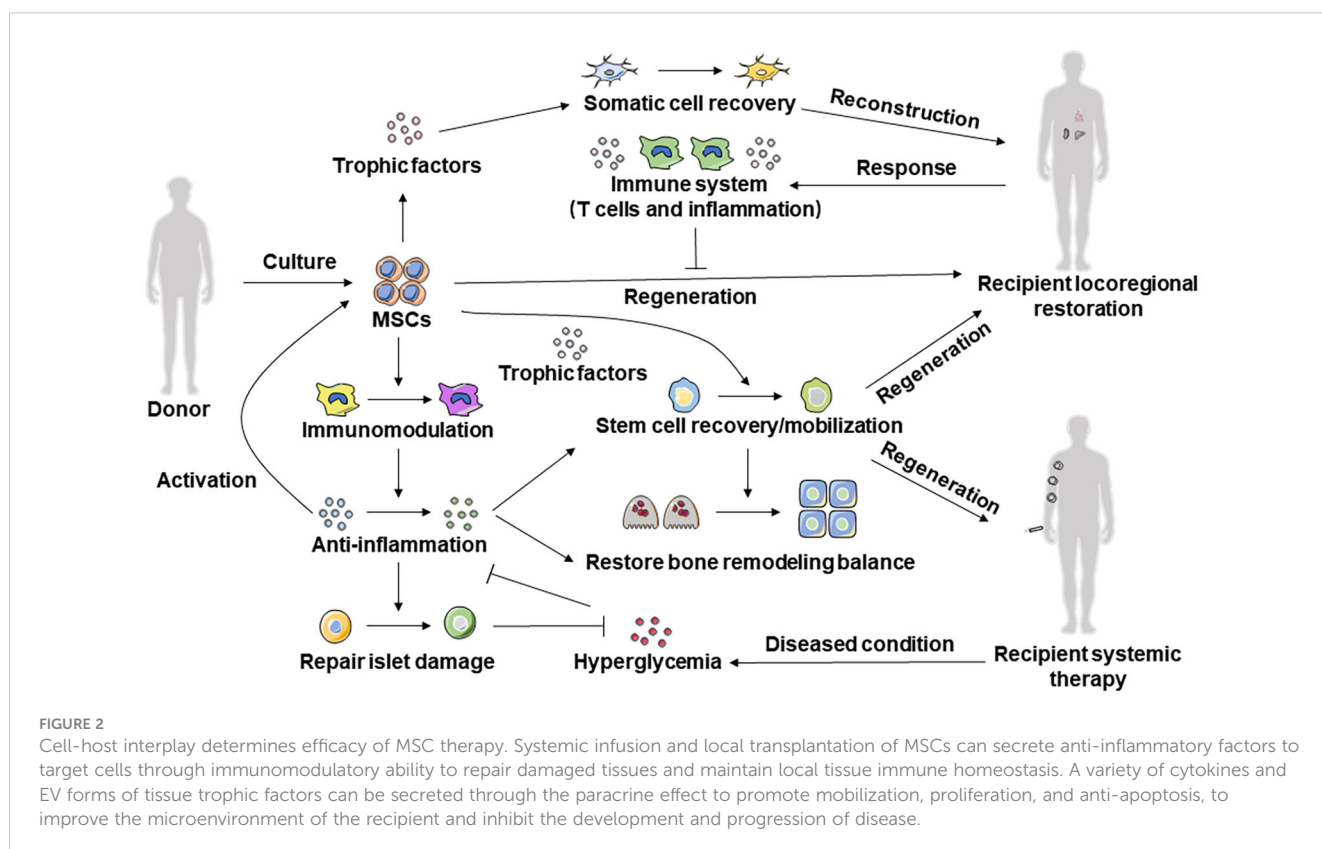 Somatic cell recovery
Reconstruction
Trophic factors
Immune system
(T cells and inflammation)
Response
Culture
MSCs
Regeneration
Recipient locoregional
restoration
Trophic factors
Donor
Immunomodulation
Stem cell recovery/mobilization
Regeneration
Regeneration
Activation
Anti-inflammation
Restore bone remodeling balance
Repair islet damage
Hyperglycemia
Diseased condition
Recipient systemic
therapy
FIGURE 2
Cell-host interplay determines efficacy of MSC therapy. Systemic infusion and local transplantation of MSCs can secrete anti-inflammatory factors to
target cells through immunomodulatory ability to repair damaged tissues and maintain local tissue immune homeostasis. A variety of cytokines and
EV forms of tissue trophic factors can be secreted through the paracrine effect to promote mobilization, proliferation, and anti-apoptosis, to
improve the microenvironment of the recipient and inhibit the development and progression of disease.